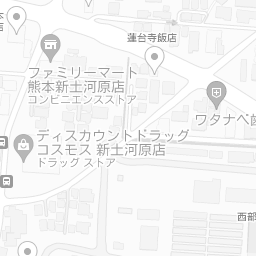 蓮台寺飯店
ファミリーマート
熊本新土河原店
コンビニエンスストア
ワタナベ歯
ディスカウントドラッグ
コスモス 新土河原店
ドラッグ ストア
西部